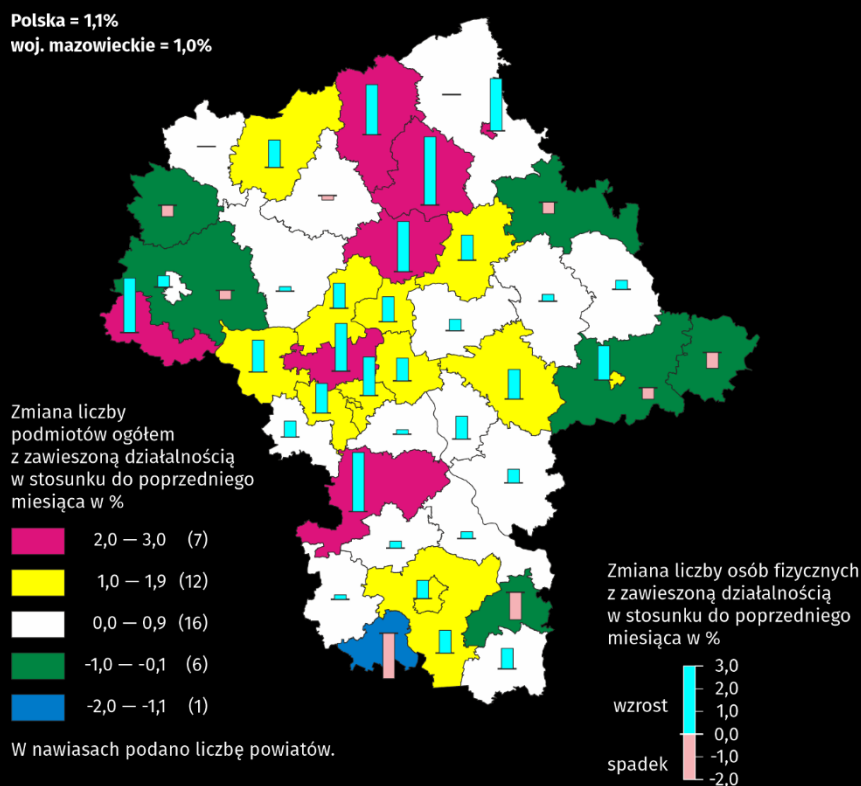 Polska = 1,1%
woj. mazowieckie = 1,0%
Zmiana liczby
podmiotów ogółem
z zawieszoną działalnością
w stosunku do poprzedniego
miesiąca w %
2,0 — 3,0 (7)
1,0 — 1,9 (12)
0,0 — 0,9 (16)
-1,0 — -0,1 (6)
-2,0 — -1,1 (1)
W nawiasach podano liczbę powiatów.
Zmiana liczby osób fizycznych
z zawieszoną działalnością
w stosunku do poprzedniego
miesiąca w %
3,0
2,0
wzrost 1,0
0,0
-1,0
spadek -2,0